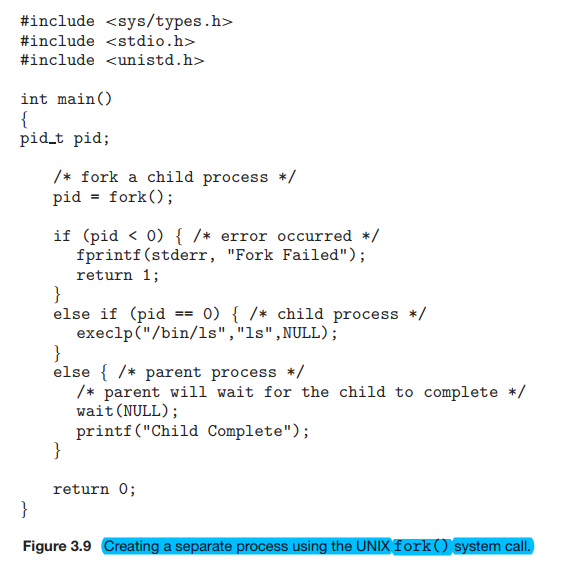 #include <sys/types.h>
#include <stdio.h>
#include <unistd.h>
int main()
{
pid_t pid;
/* fork a child process */
pid = fork();
if (pid < 0) { /* error occurred */
fprintf(stderr, "Fork Failed");
return 1;
}
else if (pid == 0) { /* child process */
execlp("/bin/ls","ls",NULL);
}
else { /* parent process */
/* parent will wait for the child to complete */
wait(NULL);
printf("Child Complete");
}
return 0;
}
Figure 3.9 Creating a separate process using the UNIX fork() system call.